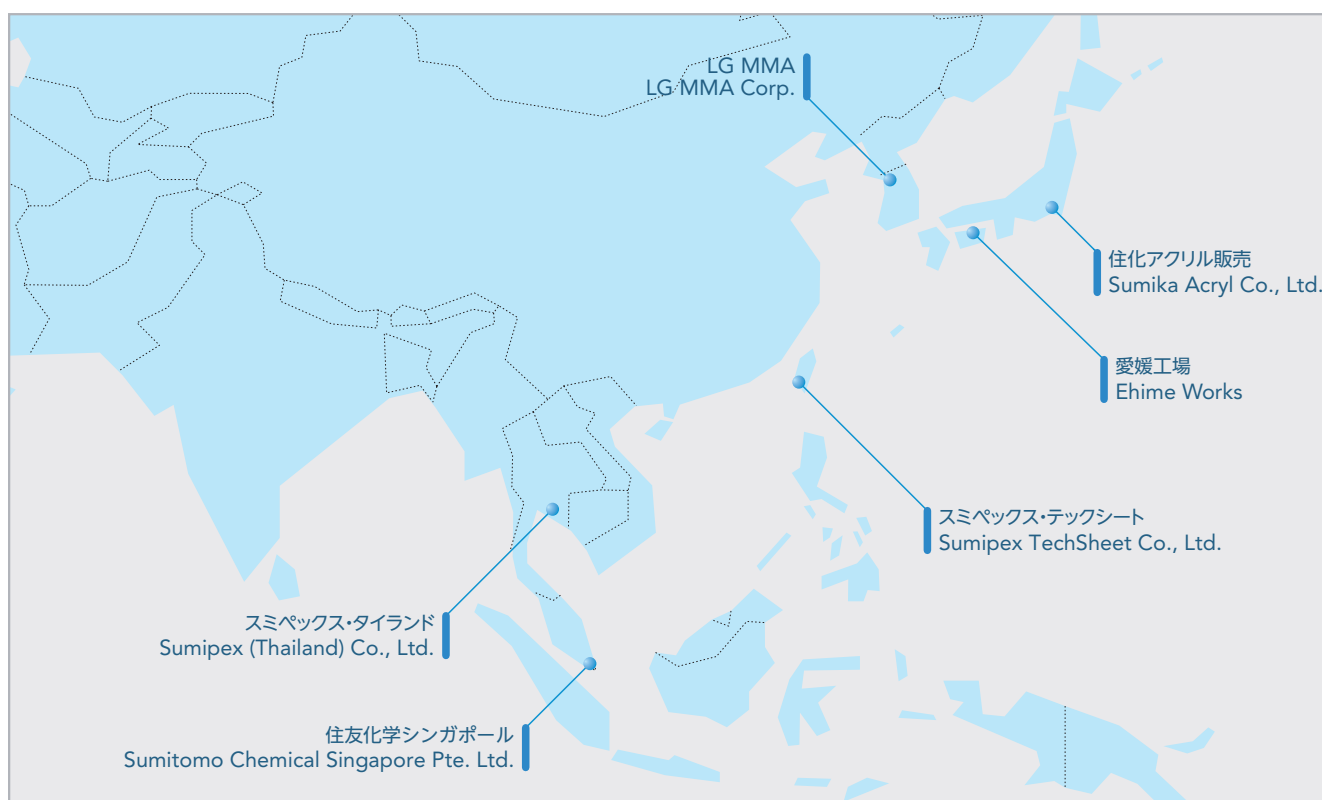 LG MMA
LG MMA Corp.
住化アクリル販売
Sumika Acryl Co., Ltd.
愛媛工場
Ehime Works
スミペックス・テックシート
Sumipex TechSheet Co., Ltd.
スミペックス・タイランド
Sumipex (Thailand) Co., Ltd.
住友化学シンガポール
Sumitomo Chemical Singapore Pte. Ltd.